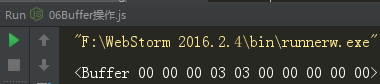 Run 06Buffer操作.js
"F:\WebStorm 2016.2.4\bin\runnerw.exe"
<Buffer 00 00 00 03 03 00 00 00 00 00>